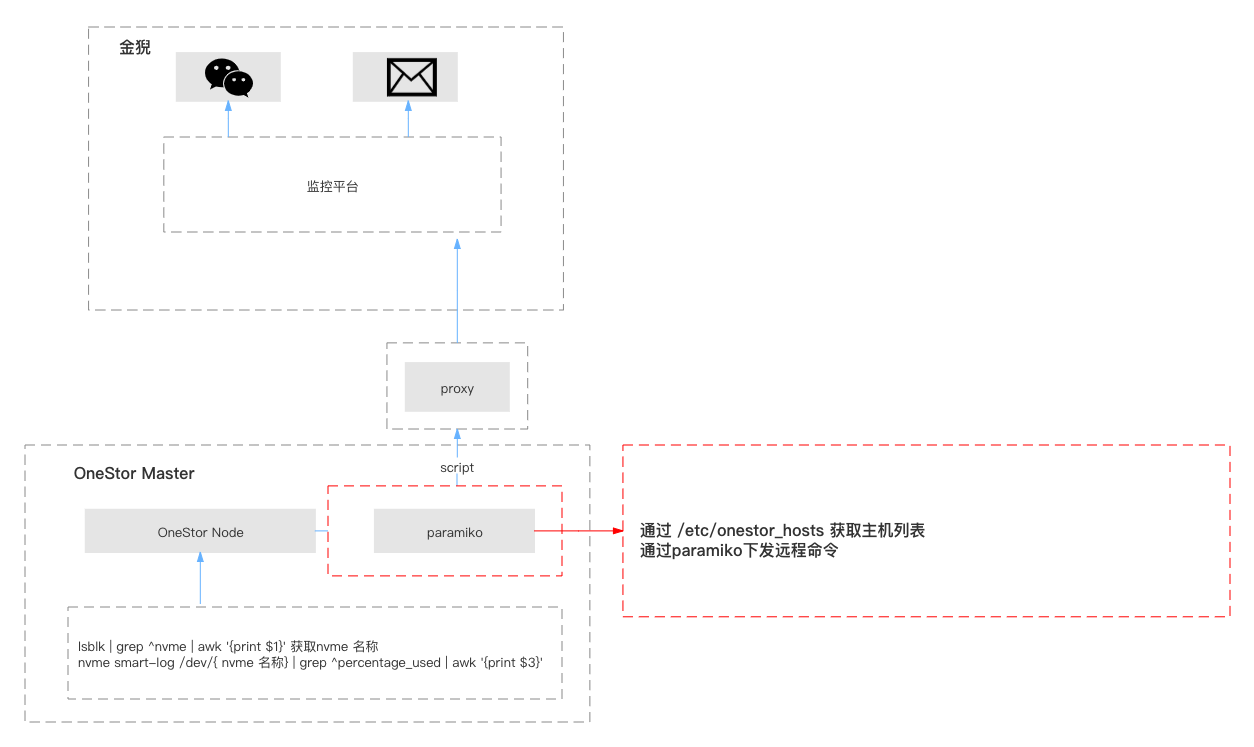 金猊
监控平台
proxy
script
OneStor Master
OneStor Node
paramiko
通过 /etc/onestor_hosts 获取主机列表
通过paramiko下发远程命令
lsblk | grep ^nvme | awk '{print $1}' 获取nvme 名称
nvme smart-log /dev/{ nvme 名称} | grep ^percentage_used | awk '{print $3}'